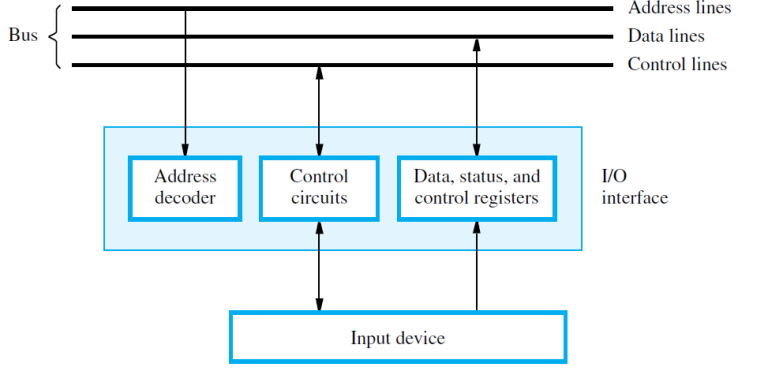 Address lines
Bus
Data lines
Control lines
Address
decoder
Control
circuits
Data, status, and
control registers
I/O
interface
Input device